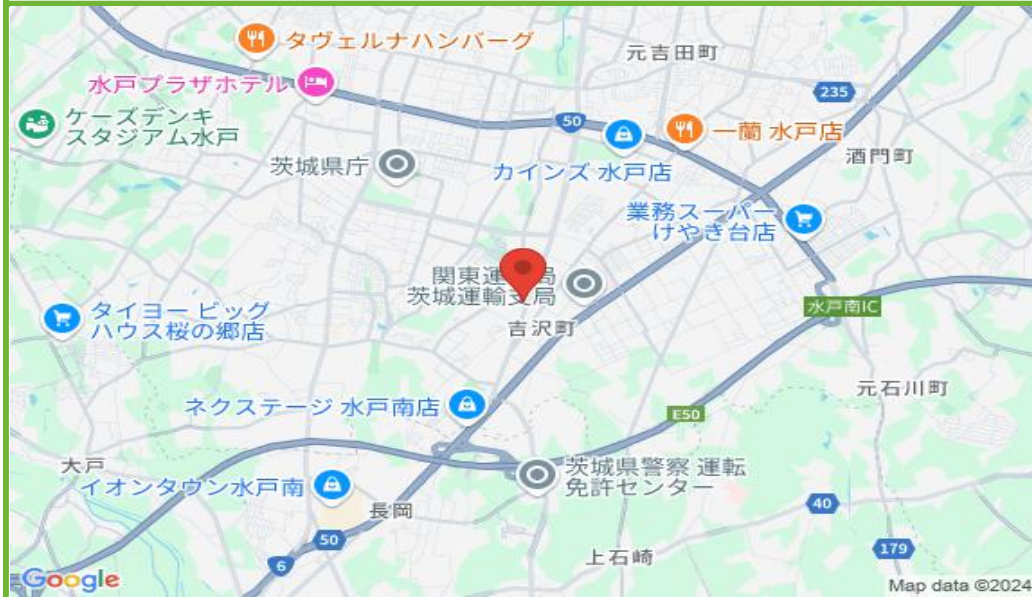 タヴェルナハンバーグ
元吉田町
水戸プラザホテル
235
ケーズデンキ
スタジアム水戸
50
一蘭 水戸店
茨城県庁
カインズ 水戸店
酒門町
業務スーパー
けやき台店
関東運
局
茨城運輸支局
水戸南IC
タイヨー ビッグ
ハウス桜の郷店
吉沢町
元石川町
ネクステージ 水戸南店
E50
大戸
茨城県警察 運転
免許センター
イオンタウン水戸南
40
長岡
50
6
上石崎
179
Google
Map data ©2024